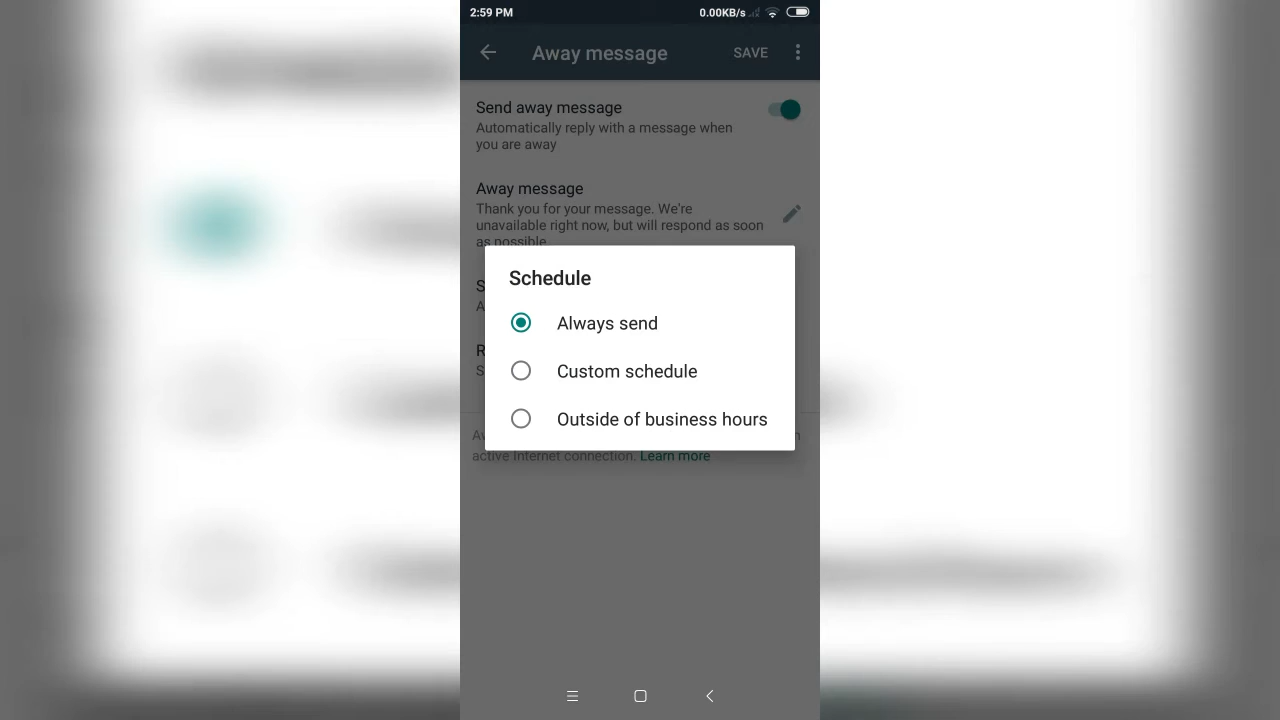 2:59 PM 0.00KB/s
Away message SAVE
Send away message
Automatically reply with a message when
you are away
Away message
Thank you for your message. We're
unavailable right now, but will respond as soon
as possible
Schedule
Always send
Custom schedule
Outside of business hours
active Internet connection. Learn more